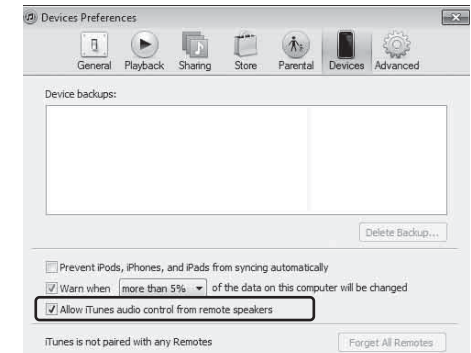 Devices Preferences
General Playback Sharing Store Parental Devices Advanced
Device backups:
Delete Backup...
Prevent iPods, iPhones, and iPads from syncing automatically
Warn when more than 5% of the data on this computer will be changed
Allow iTunes audio control from remote speakers
iTunes is not paired with any Remotes
Forget All Remotes